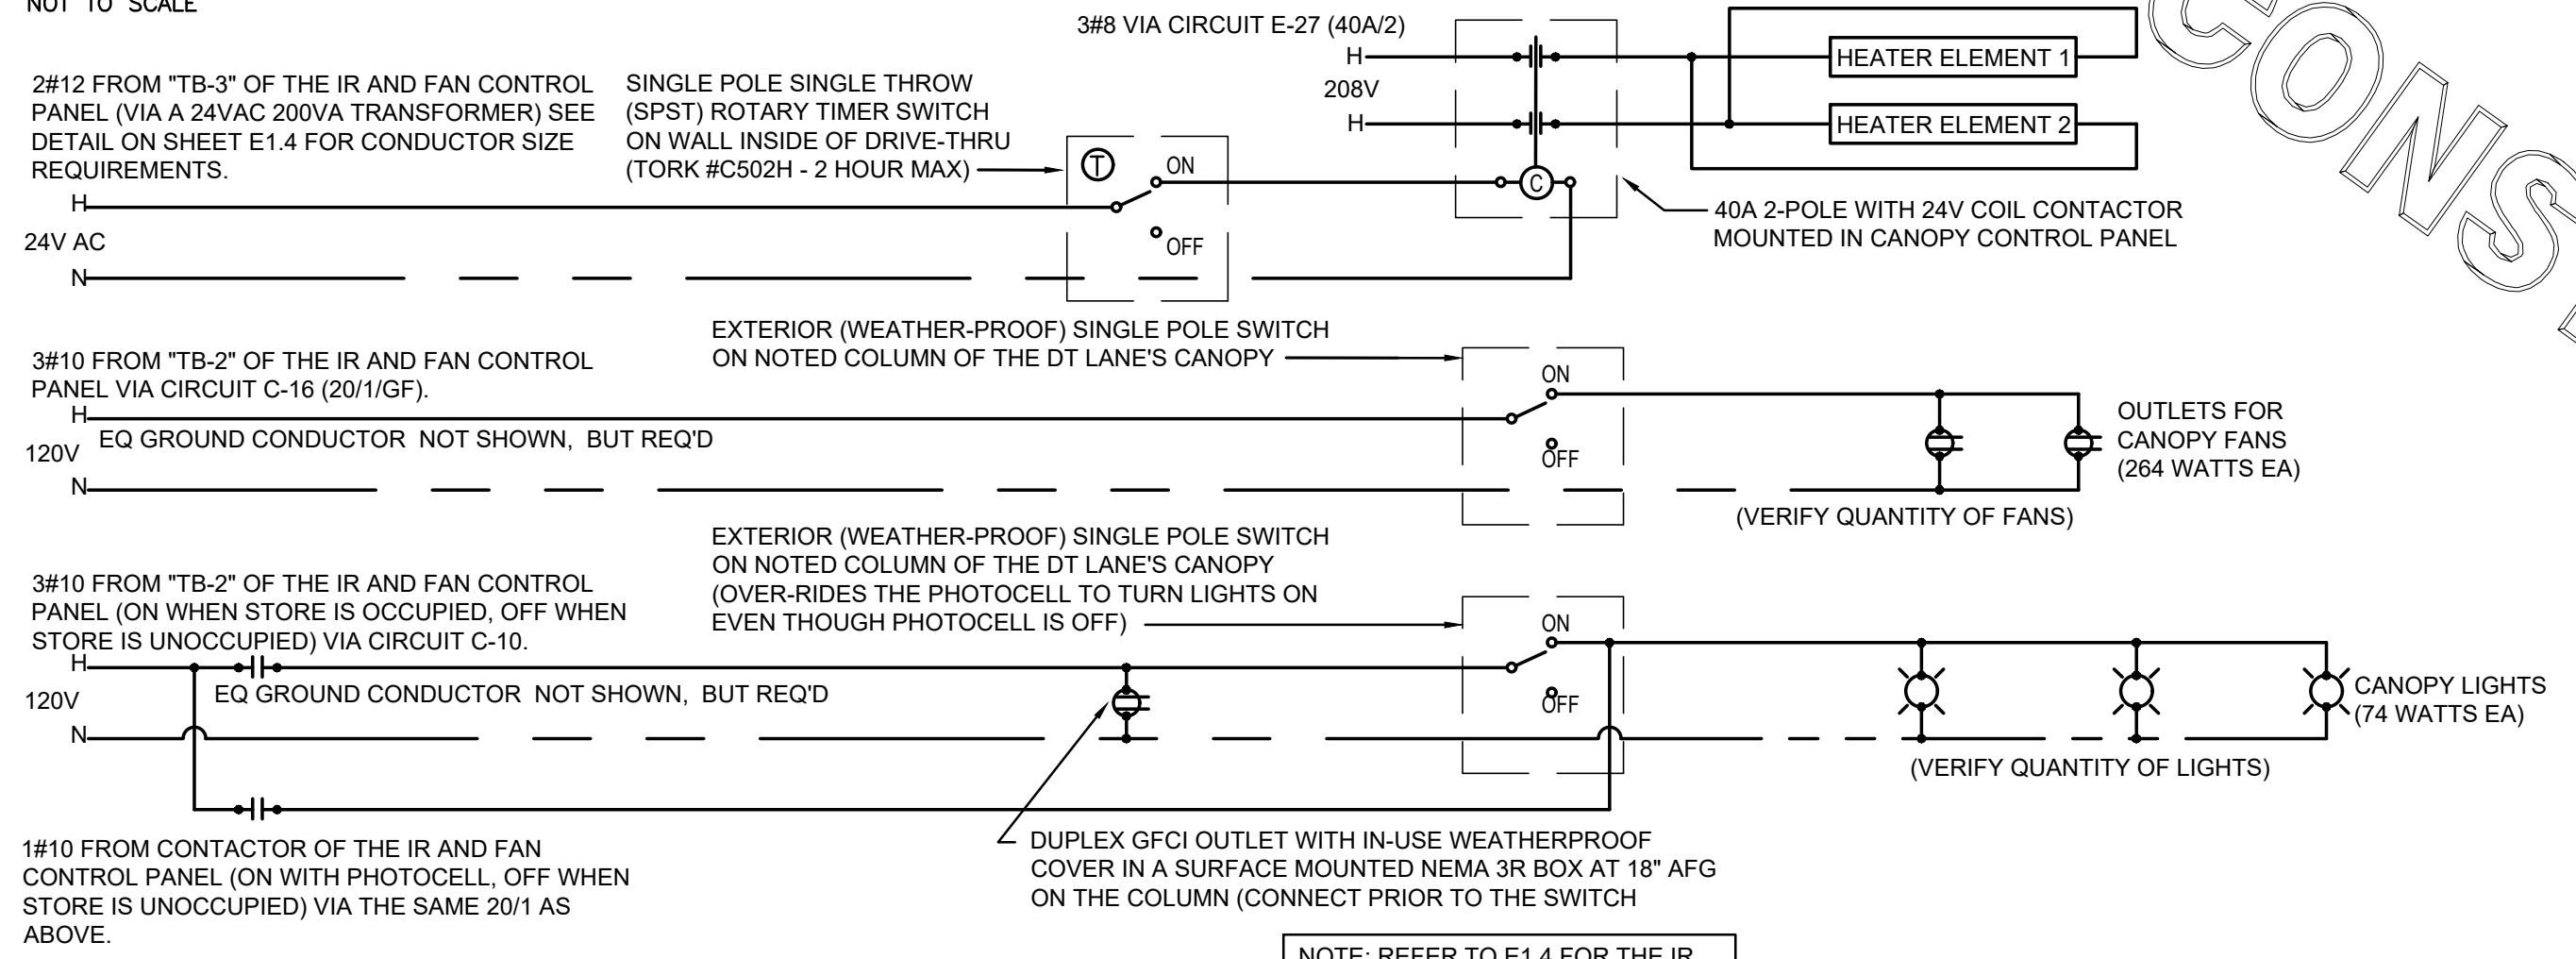 NOT TO SCALE
3#8 VIA CIRCUIT E-27 (40A/2)
H
208V
H
HEATER ELEMENT 1
HEATER ELEMENT 2
2#12 FROM "TB-3" OF THE IR AND FAN CONTROL
PANEL (VIA A 24VAC 200VA TRANSFORMER) SEE
DETAIL ON SHEET E1.4 FOR CONDUCTOR SIZE
REQUIREMENTS.
SINGLE POLE SINGLE THROW
(SPST) ROTARY TIMER SWITCH
ON WALL INSIDE OF DRIVE-THRU
(TORK #C502H - 2 HOUR MAX)
T
ON
OFF
C
40A 2-POLE WITH 24V COIL CONTACTOR
MOUNTED IN CANOPY CONTROL PANEL
H
24V AC
N
EXTERIOR (WEATHER-PROOF) SINGLE POLE SWITCH
ON NOTED COLUMN OF THE DT LANE'S CANOPY
3#10 FROM "TB-2" OF THE IR AND FAN CONTROL
PANEL VIA CIRCUIT C-16 (20/1/GF).
H
120V
EQ GROUND CONDUCTOR NOT SHOWN, BUT REQ'D
N
ON
OFF
OUTLETS FOR
CANOPY FANS
(264 WATTS EA)
(VERIFY QUANTITY OF FANS)
EXTERIOR (WEATHER-PROOF) SINGLE POLE SWITCH
ON NOTED COLUMN OF THE DT LANE'S CANOPY
(OVER-RIDES THE PHOTOCELL TO TURN LIGHTS ON
EVEN THOUGH PHOTOCELL IS OFF)
3#10 FROM "TB-2" OF THE IR AND FAN CONTROL
PANEL (ON WHEN STORE IS OCCUPIED, OFF WHEN
STORE IS UNOCCUPIED) VIA CIRCUIT C-10.
H
120V
EQ GROUND CONDUCTOR NOT SHOWN, BUT REQ'D
N
ON
OFF
CANOPY LIGHTS
(74 WATTS EA)
(VERIFY QUANTITY OF LIGHTS)
1#10 FROM CONTACTOR OF THE IR AND FAN
CONTROL PANEL (ON WITH PHOTOCELL, OFF WHEN
STORE IS UNOCCUPIED) VIA THE SAME 20/1 AS
ABOVE.
DUPLEX GFCI OUTLET WITH IN-USE WEATHERPROOF
COVER IN A SURFACE MOUNTED NEMA 3R BOX AT 18" AFG
ON THE COLUMN (CONNECT PRIOR TO THE SWITCH
NOTE: REFER TO E1.4 FOR THE IR
CONS